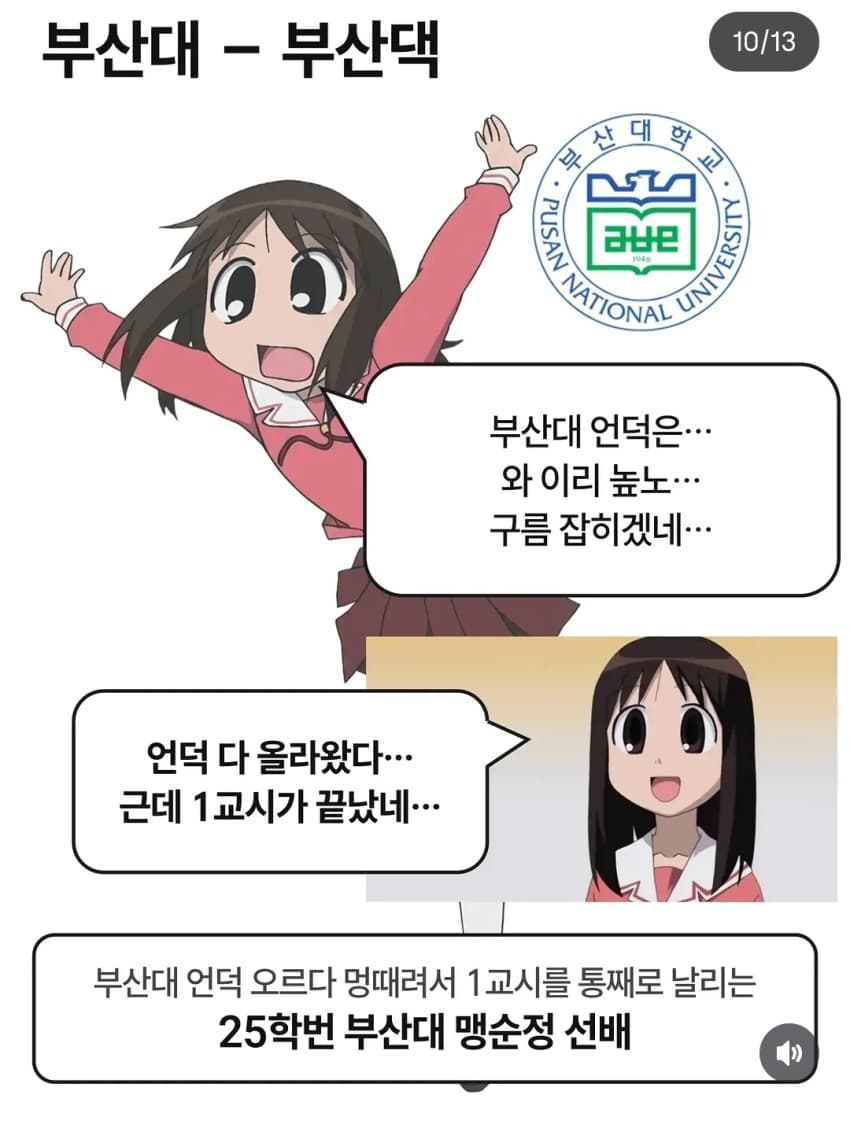 부산대 – 부산댁
10/13
부산대학교
PUSAN NATIONAL UNIVERSITY
1946
부산대 언덕은…
와 이리 높노…
구름 잡히겠네…
언덕 다 올라왔다…
근데 1교시가 끝났네…
부산대 언덕 오르다 멍때려서 1교시를 통째로 날리는
25학번 부산대 맹순정 선배